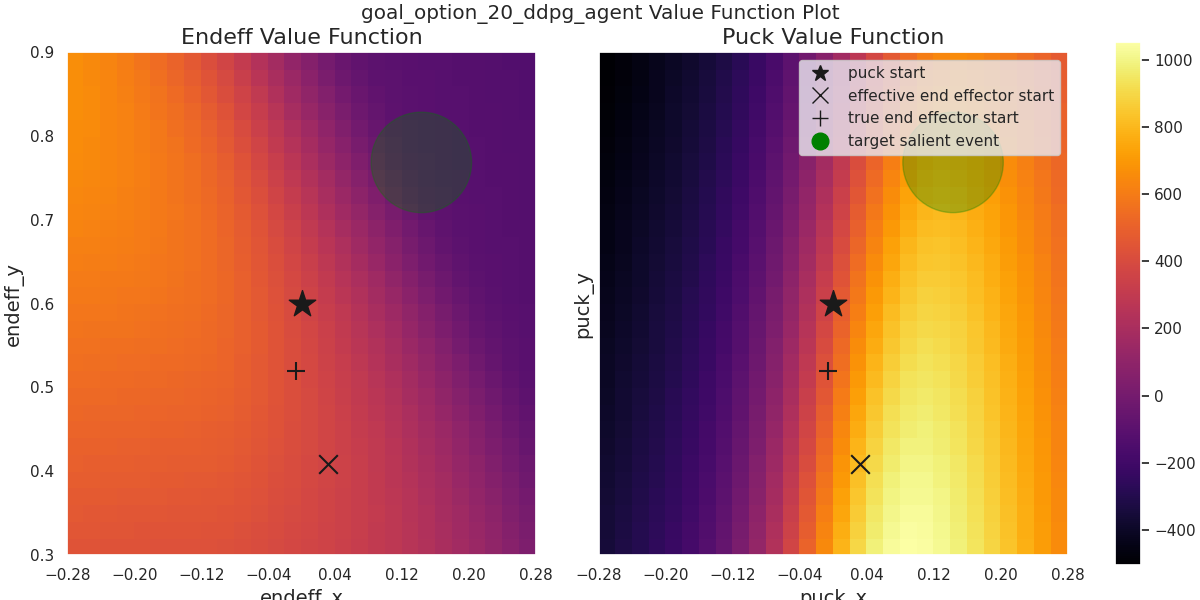 goal_option_20_ddpg_agent Value Function Plot
Endeff Value Function
0.9
0.8
0.7
0.6
0.5
0.4
0.3
endeff_y
−0.28 −0.20 −0.12 −0.04 0.04 0.12 0.20 0.28
endeff_x
Puck Value Function
puck start
effective end effector start
true end effector start
target salient event
puck_y
−0.28 −0.20 −0.12 −0.04 0.04 0.12 0.20 0.28
puck_x
1000
800
600
400
200
0
−200
−400